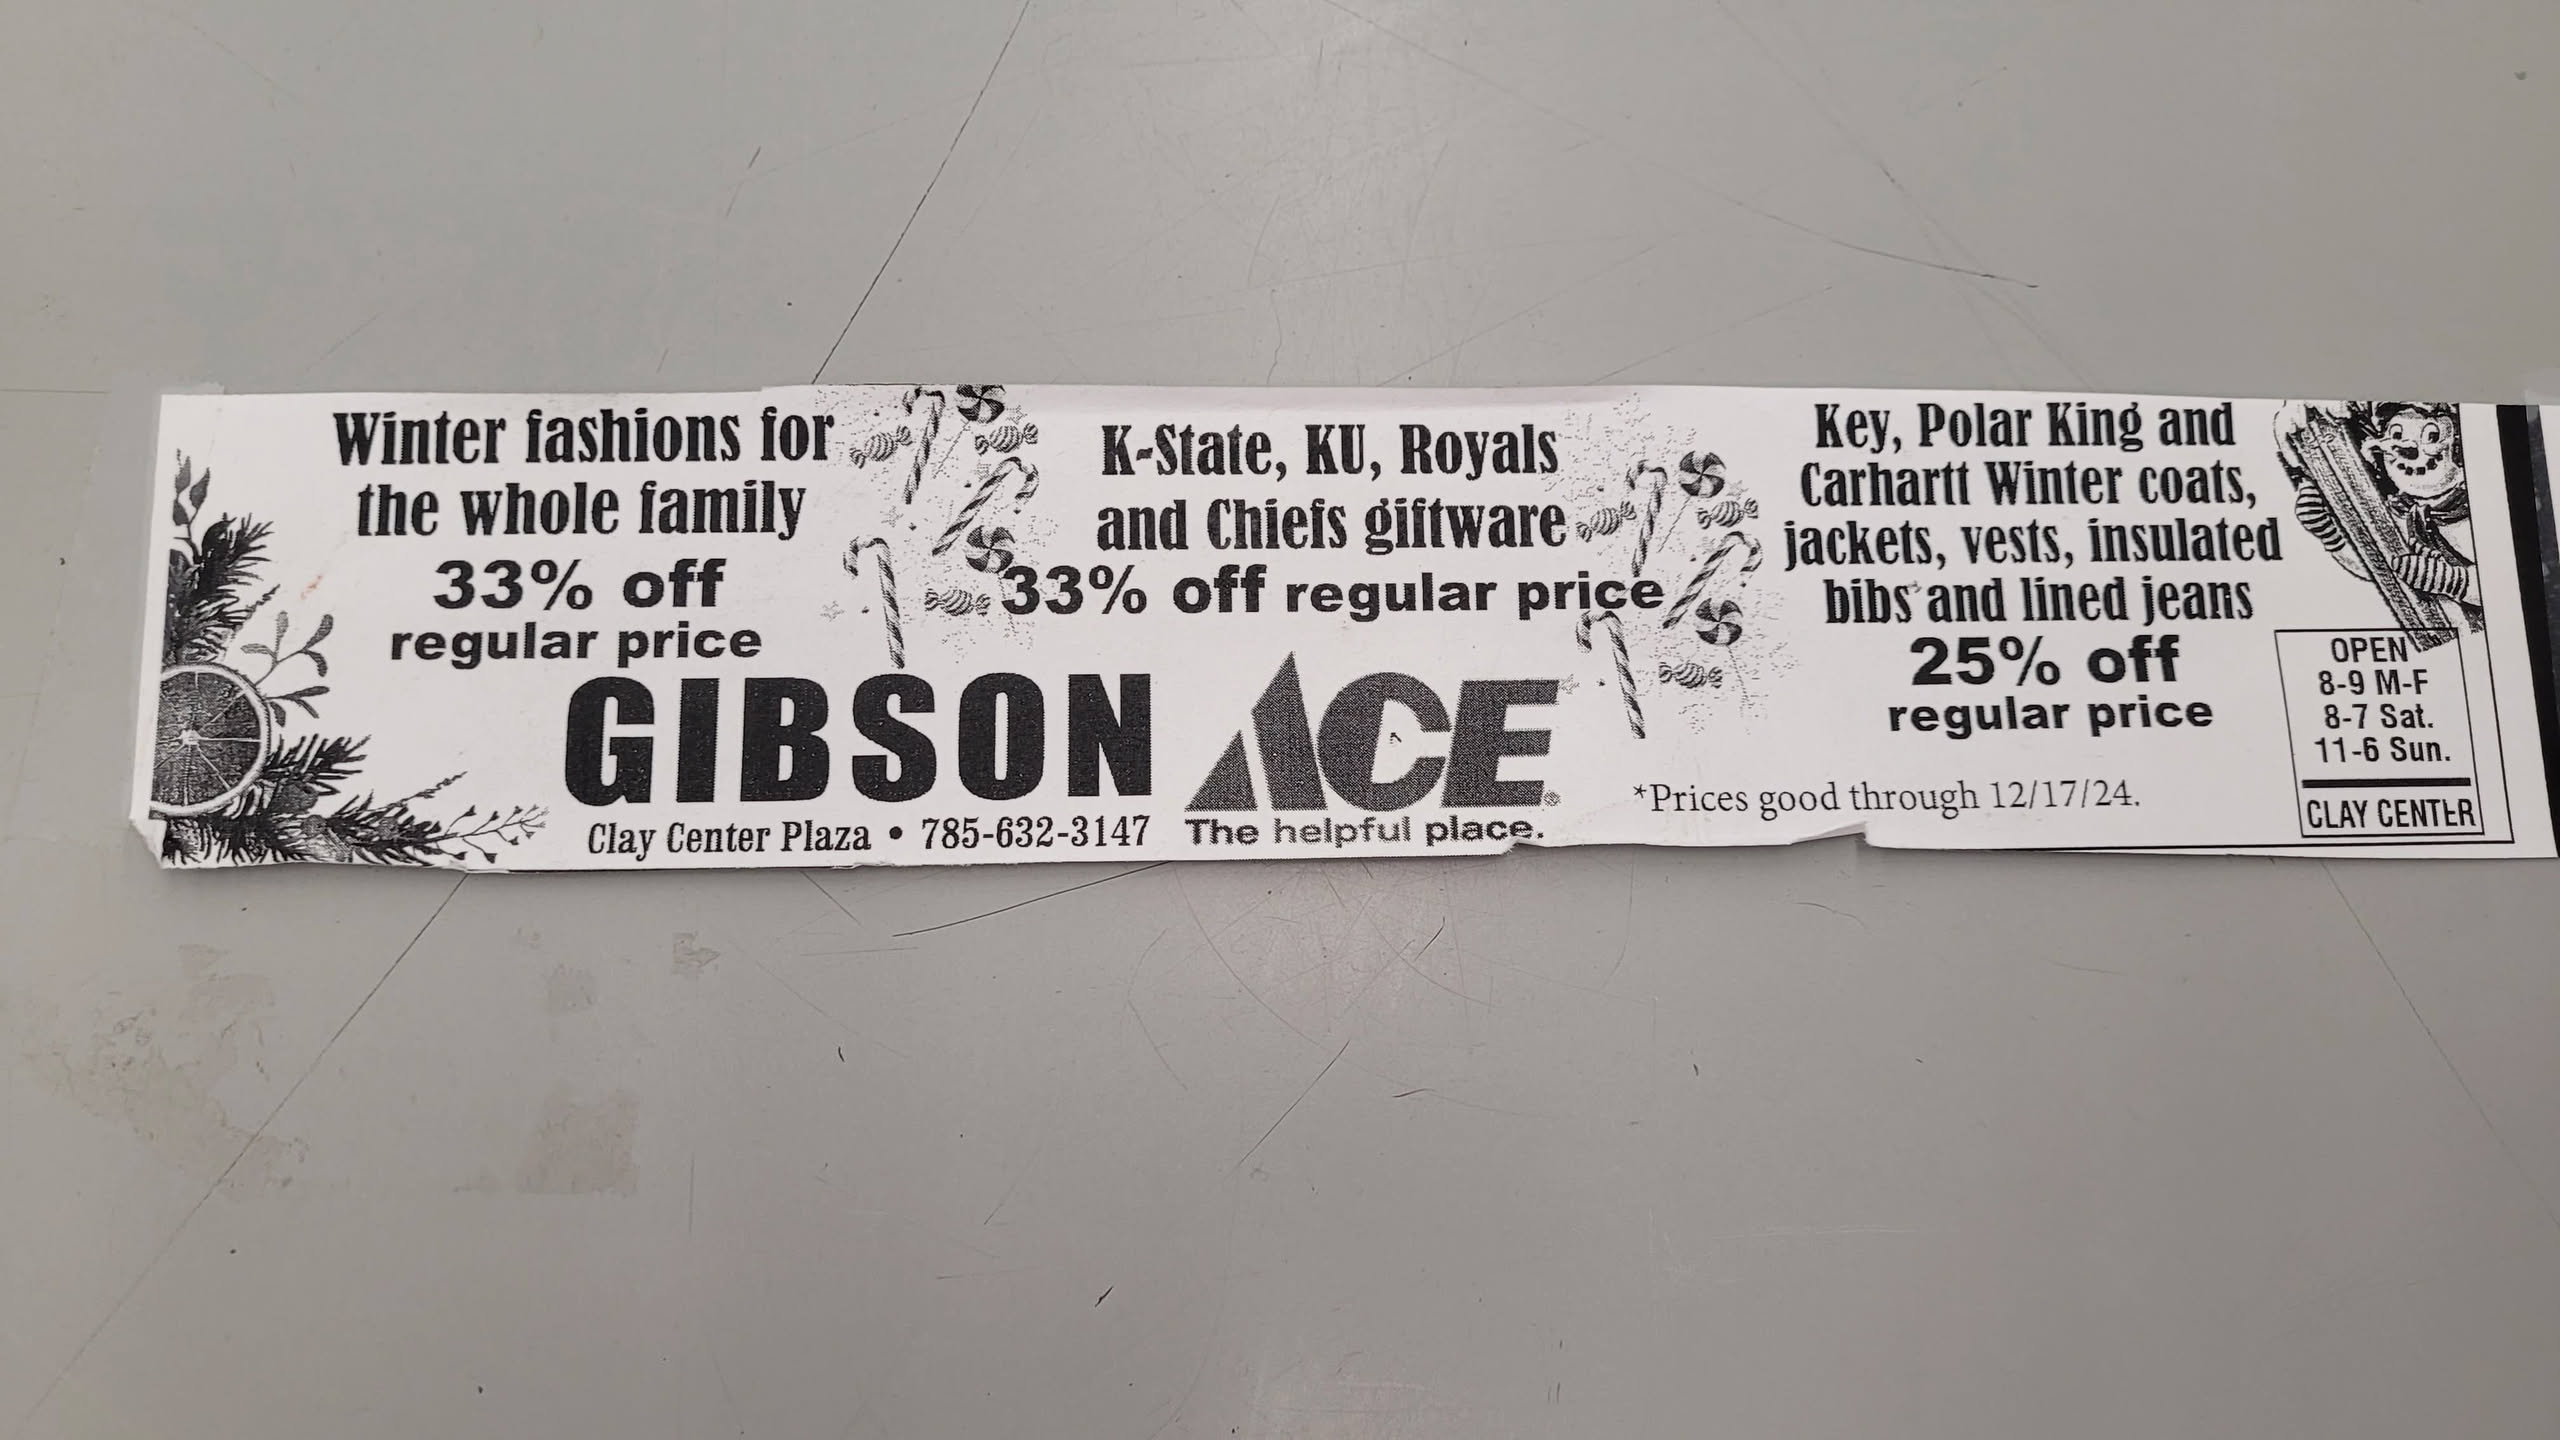 Winter fashions for
the whole family
33% off
regular price
K-State, KU, Royals
and Chiefs giftware
33% off regular price
Key, Polar King and
Carhartt Winter coats,
jackets, vests, insulated
bibs and lined jeans
25% off
regular price
GIBSON ACE®
Clay Center Plaza • 785-632-3147
The helpful place.
*Prices good through 12/17/24.
OPEN
8-9 M-F
8-7 Sat.
11-6 Sun.
CLAY CENTER